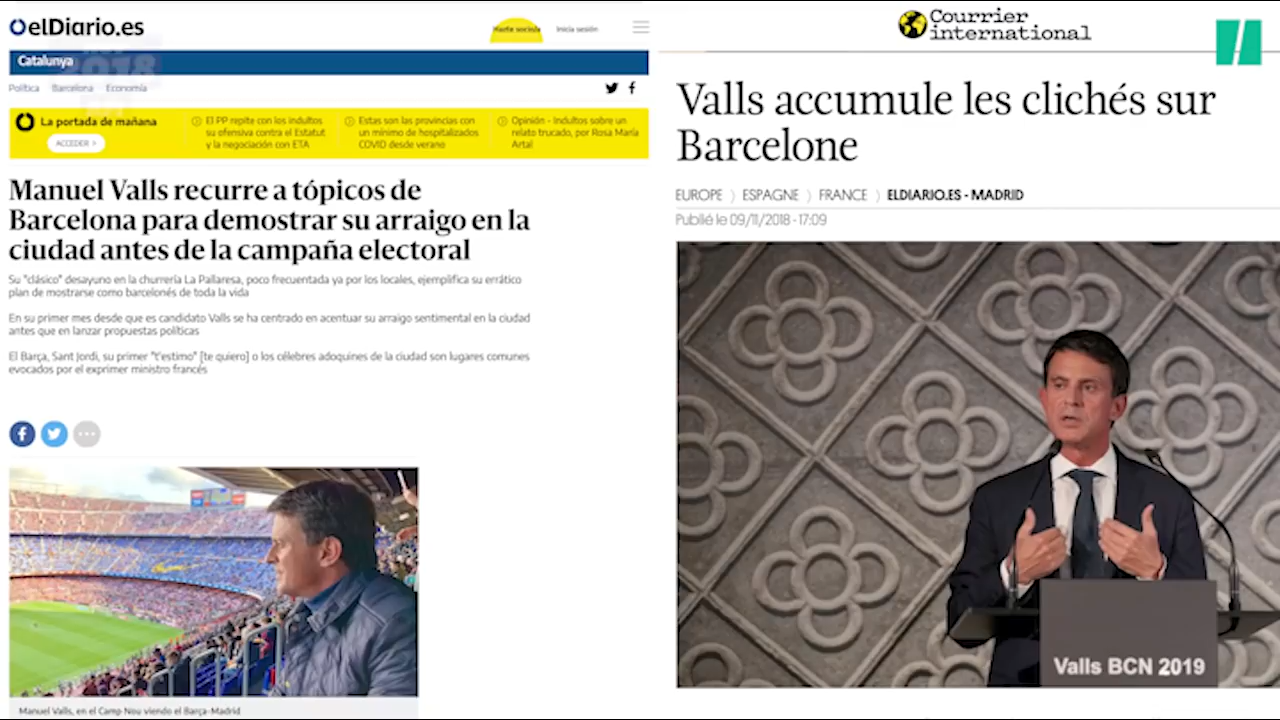 elDiario.es
Hazte socio/a
Inicia sesión
Catalunya
Política Barcelona Economía
La portada de mañana
ACCEDER >
El PP repite con los indultos
su ofensiva contra el Estatut
y la negociación con ETA
Estas son las provincias con
un mínimo de hospitalizados
COVID desde verano
Opinión - Indultos sobre un
relato trucado, por Rosa María
Artal
Manuel Valls recurre a tópicos de
Barcelona para demostrar su arraigo en la
ciudad antes de la campaña electoral
Su "clásico" desayuno en la churrería La Pallaresa, poco frecuentada ya por los locales, ejemplifica su errático
plan de mostrarse como barcelonés de toda la vida
En su primer mes desde que es candidato Valls se ha centrado en acentuar su arraigo sentimental en la ciudad
antes que en lanzar propuestas políticas
El Barça, Sant Jordi, su primer "t'estimo" [te quiero] o los célebres adoquines de la ciudad son lugares comunes
evocados por el exprimer ministro francés
Manuel Valls, en el Camp Nou viendo el Barça-Madrid
Courrier
international
Valls accumule les clichés sur
Barcelone
EUROPE 〉 ESPAGNE 〉 FRANCE 〉 ELDIARIO.ES - MADRID
Publié le 09/11/2018 - 17:09
Valls BCN 2019